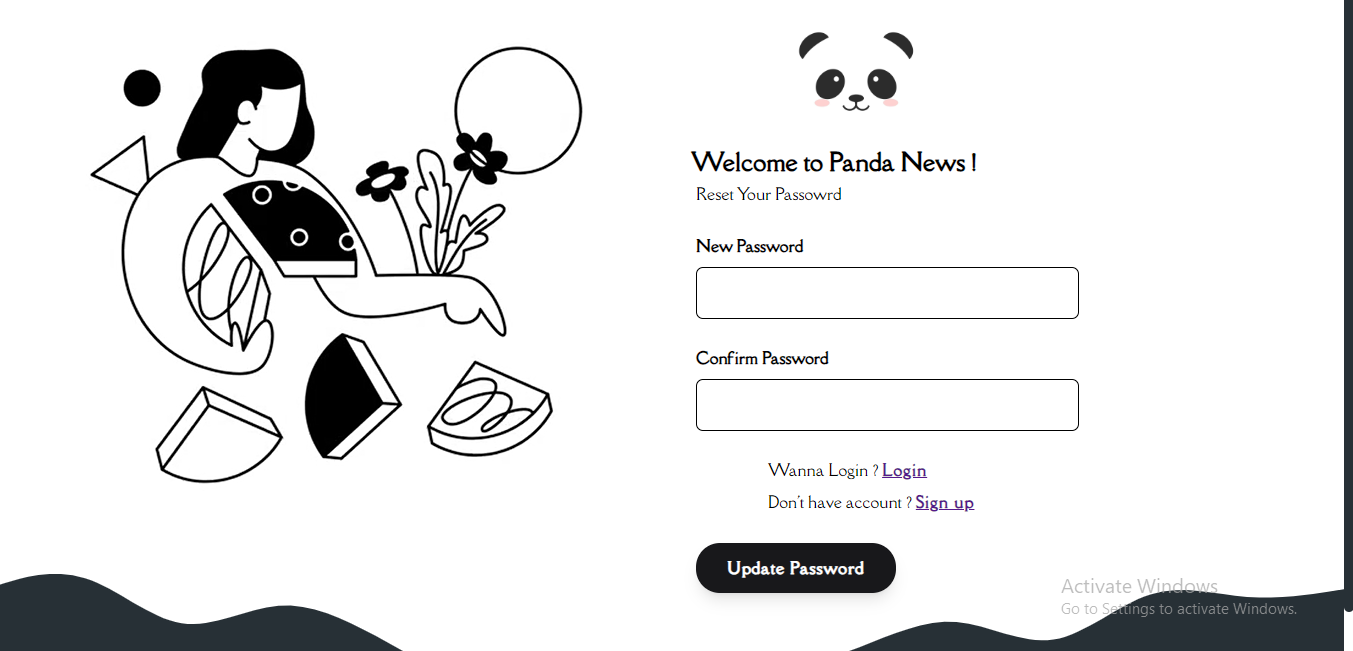 Welcome to Panda News !
Reset Your Passowrd
New Password
Confirm Password
Wanna Login ? Login
Don't have account ? Sign up
Update Password
Activate Windows
Go to Settings to activate Windows.